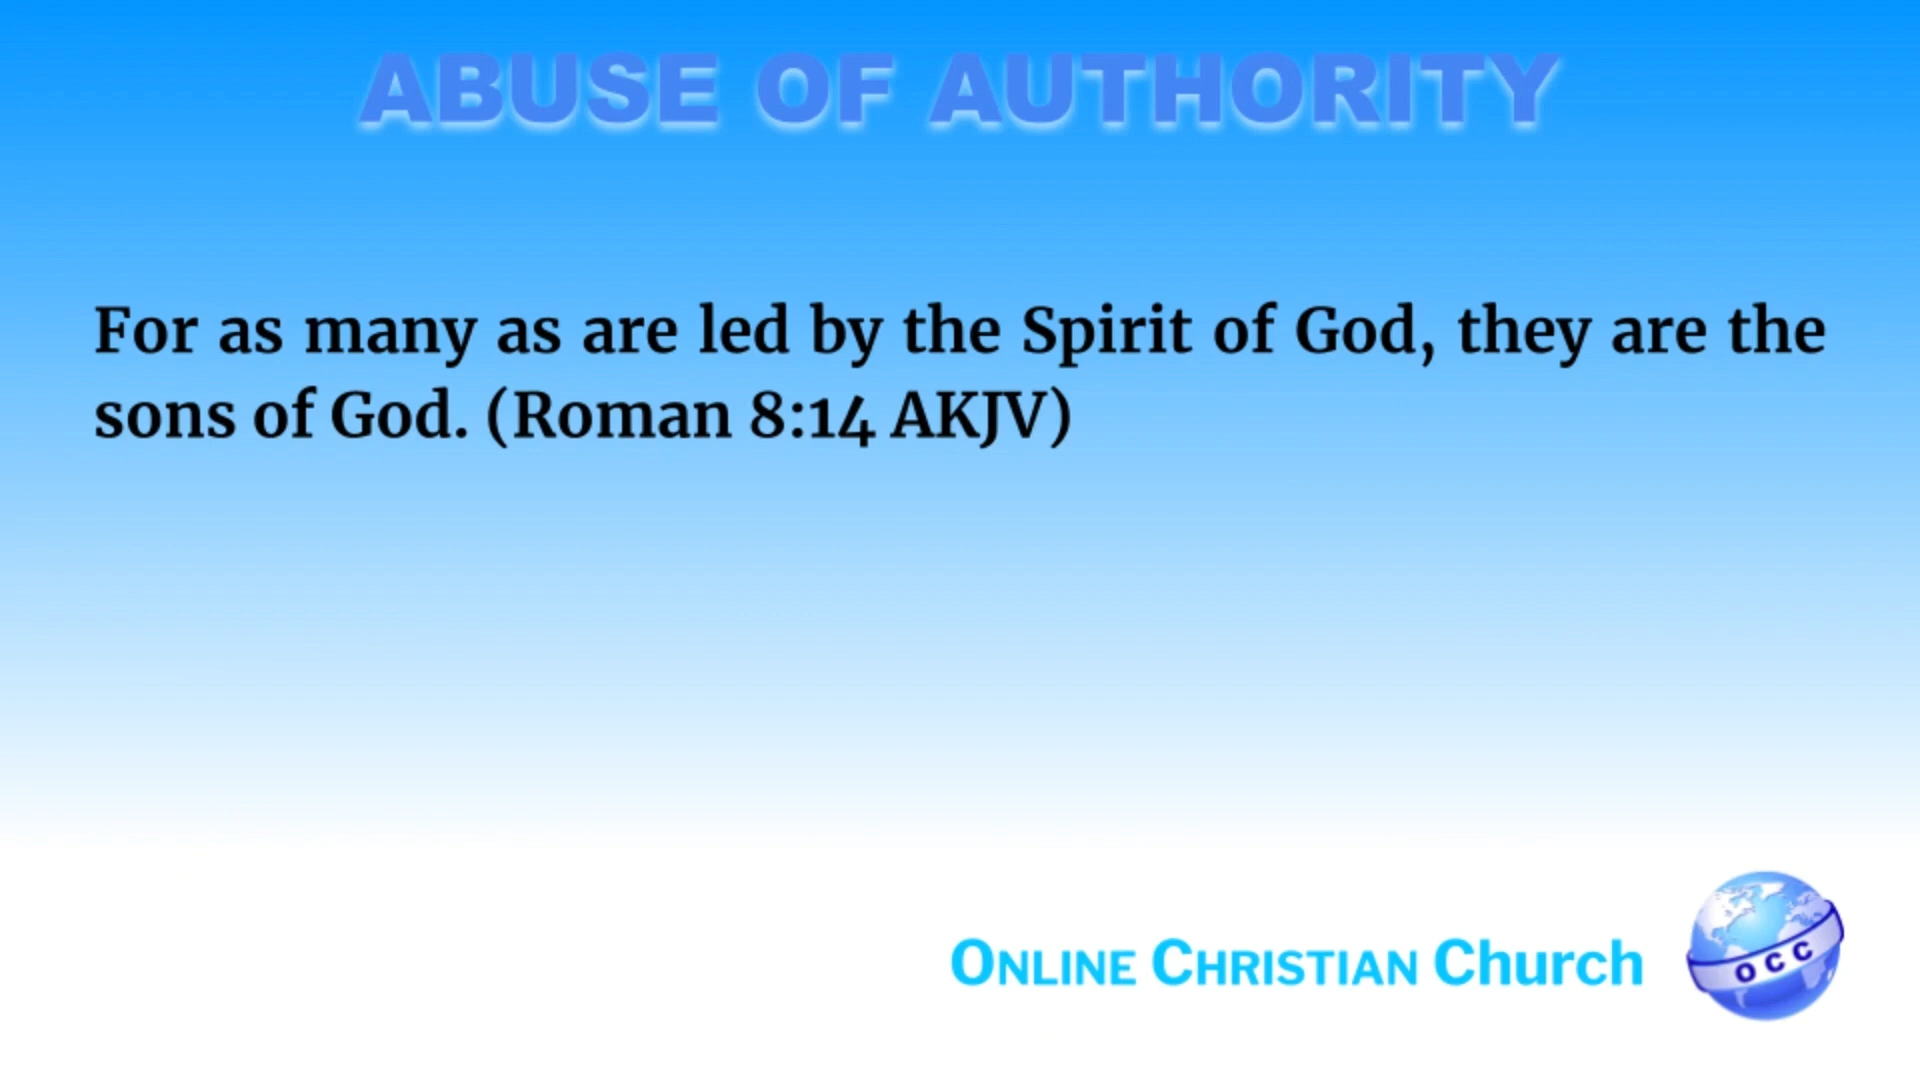 ABUSE OF AUTHORITY
For as many as are led by the Spirit of God, they are the
sons of God. (Roman 8:14 AKJV)
ONLINE CHRISTIAN Church
OCC